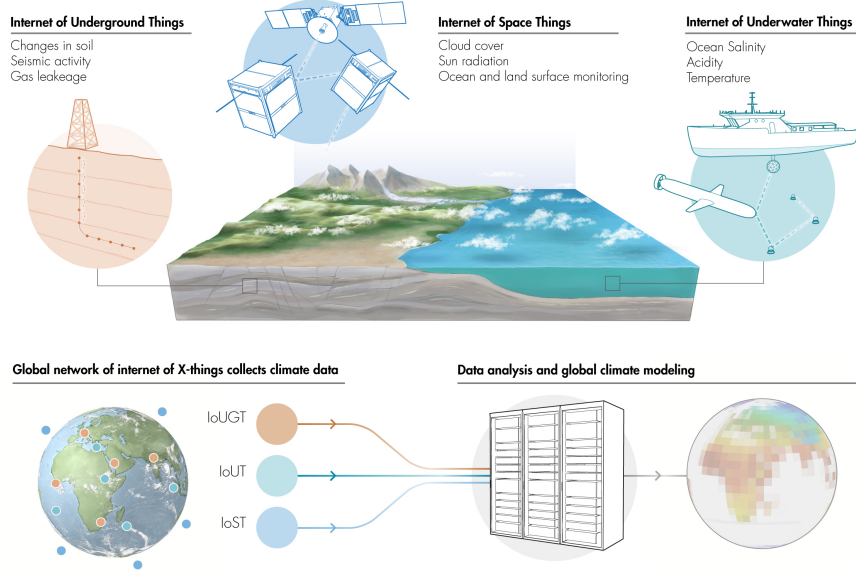 Internet of Underground Things
Changes in soil
Seismic activity
Gas leakeage
Internet of Space Things
Cloud cover
Sun radiation
Ocean and land surface monitoring
Internet of Underwater Things
Ocean Salinity
Acidity
Temperature
Global network of internet of X-things collects climate data
IoUGT
IoUT
IoST
Data analysis and global climate modeling